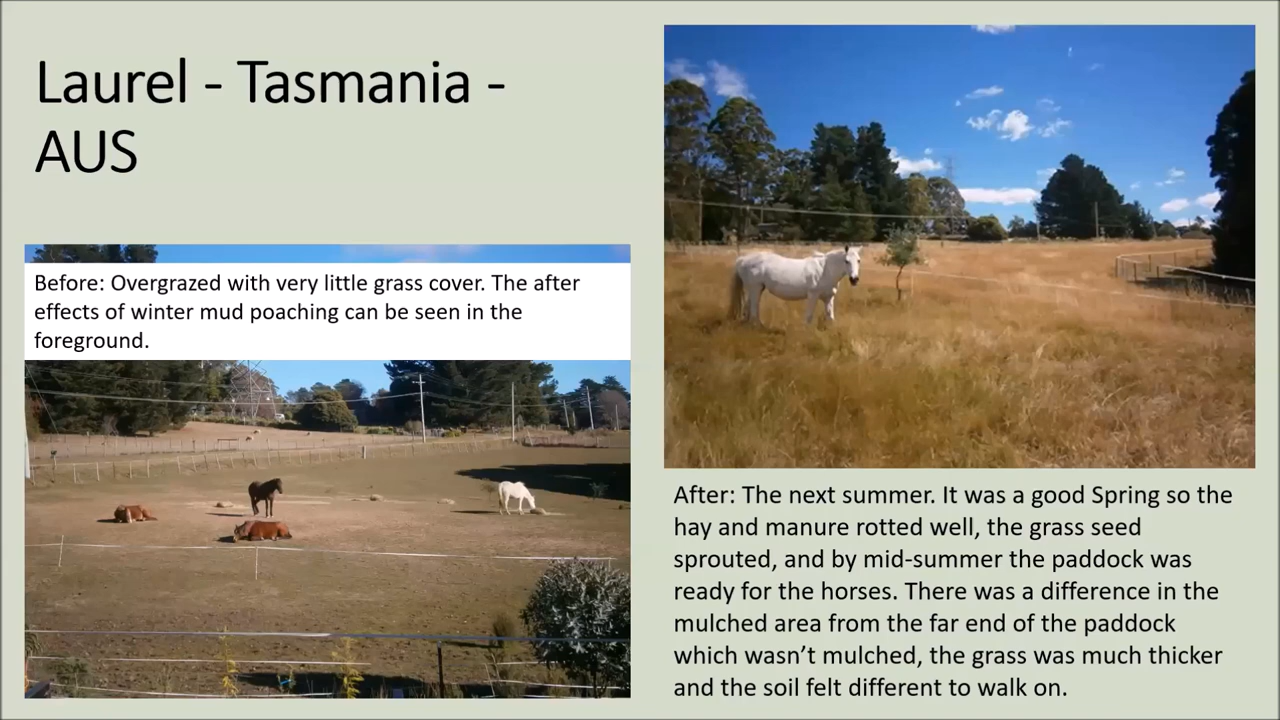 Laurel - Tasmania -
AUS
Before: Overgrazed with very little grass cover. The after
effects of winter mud poaching can be seen in the
foreground.
After: The next summer. It was a good Spring so the
hay and manure rotted well, the grass seed
sprouted, and by mid-summer the paddock was
ready for the horses. There was a difference in the
mulched area from the far end of the paddock
which wasn’t mulched, the grass was much thicker
and the soil felt different to walk on.